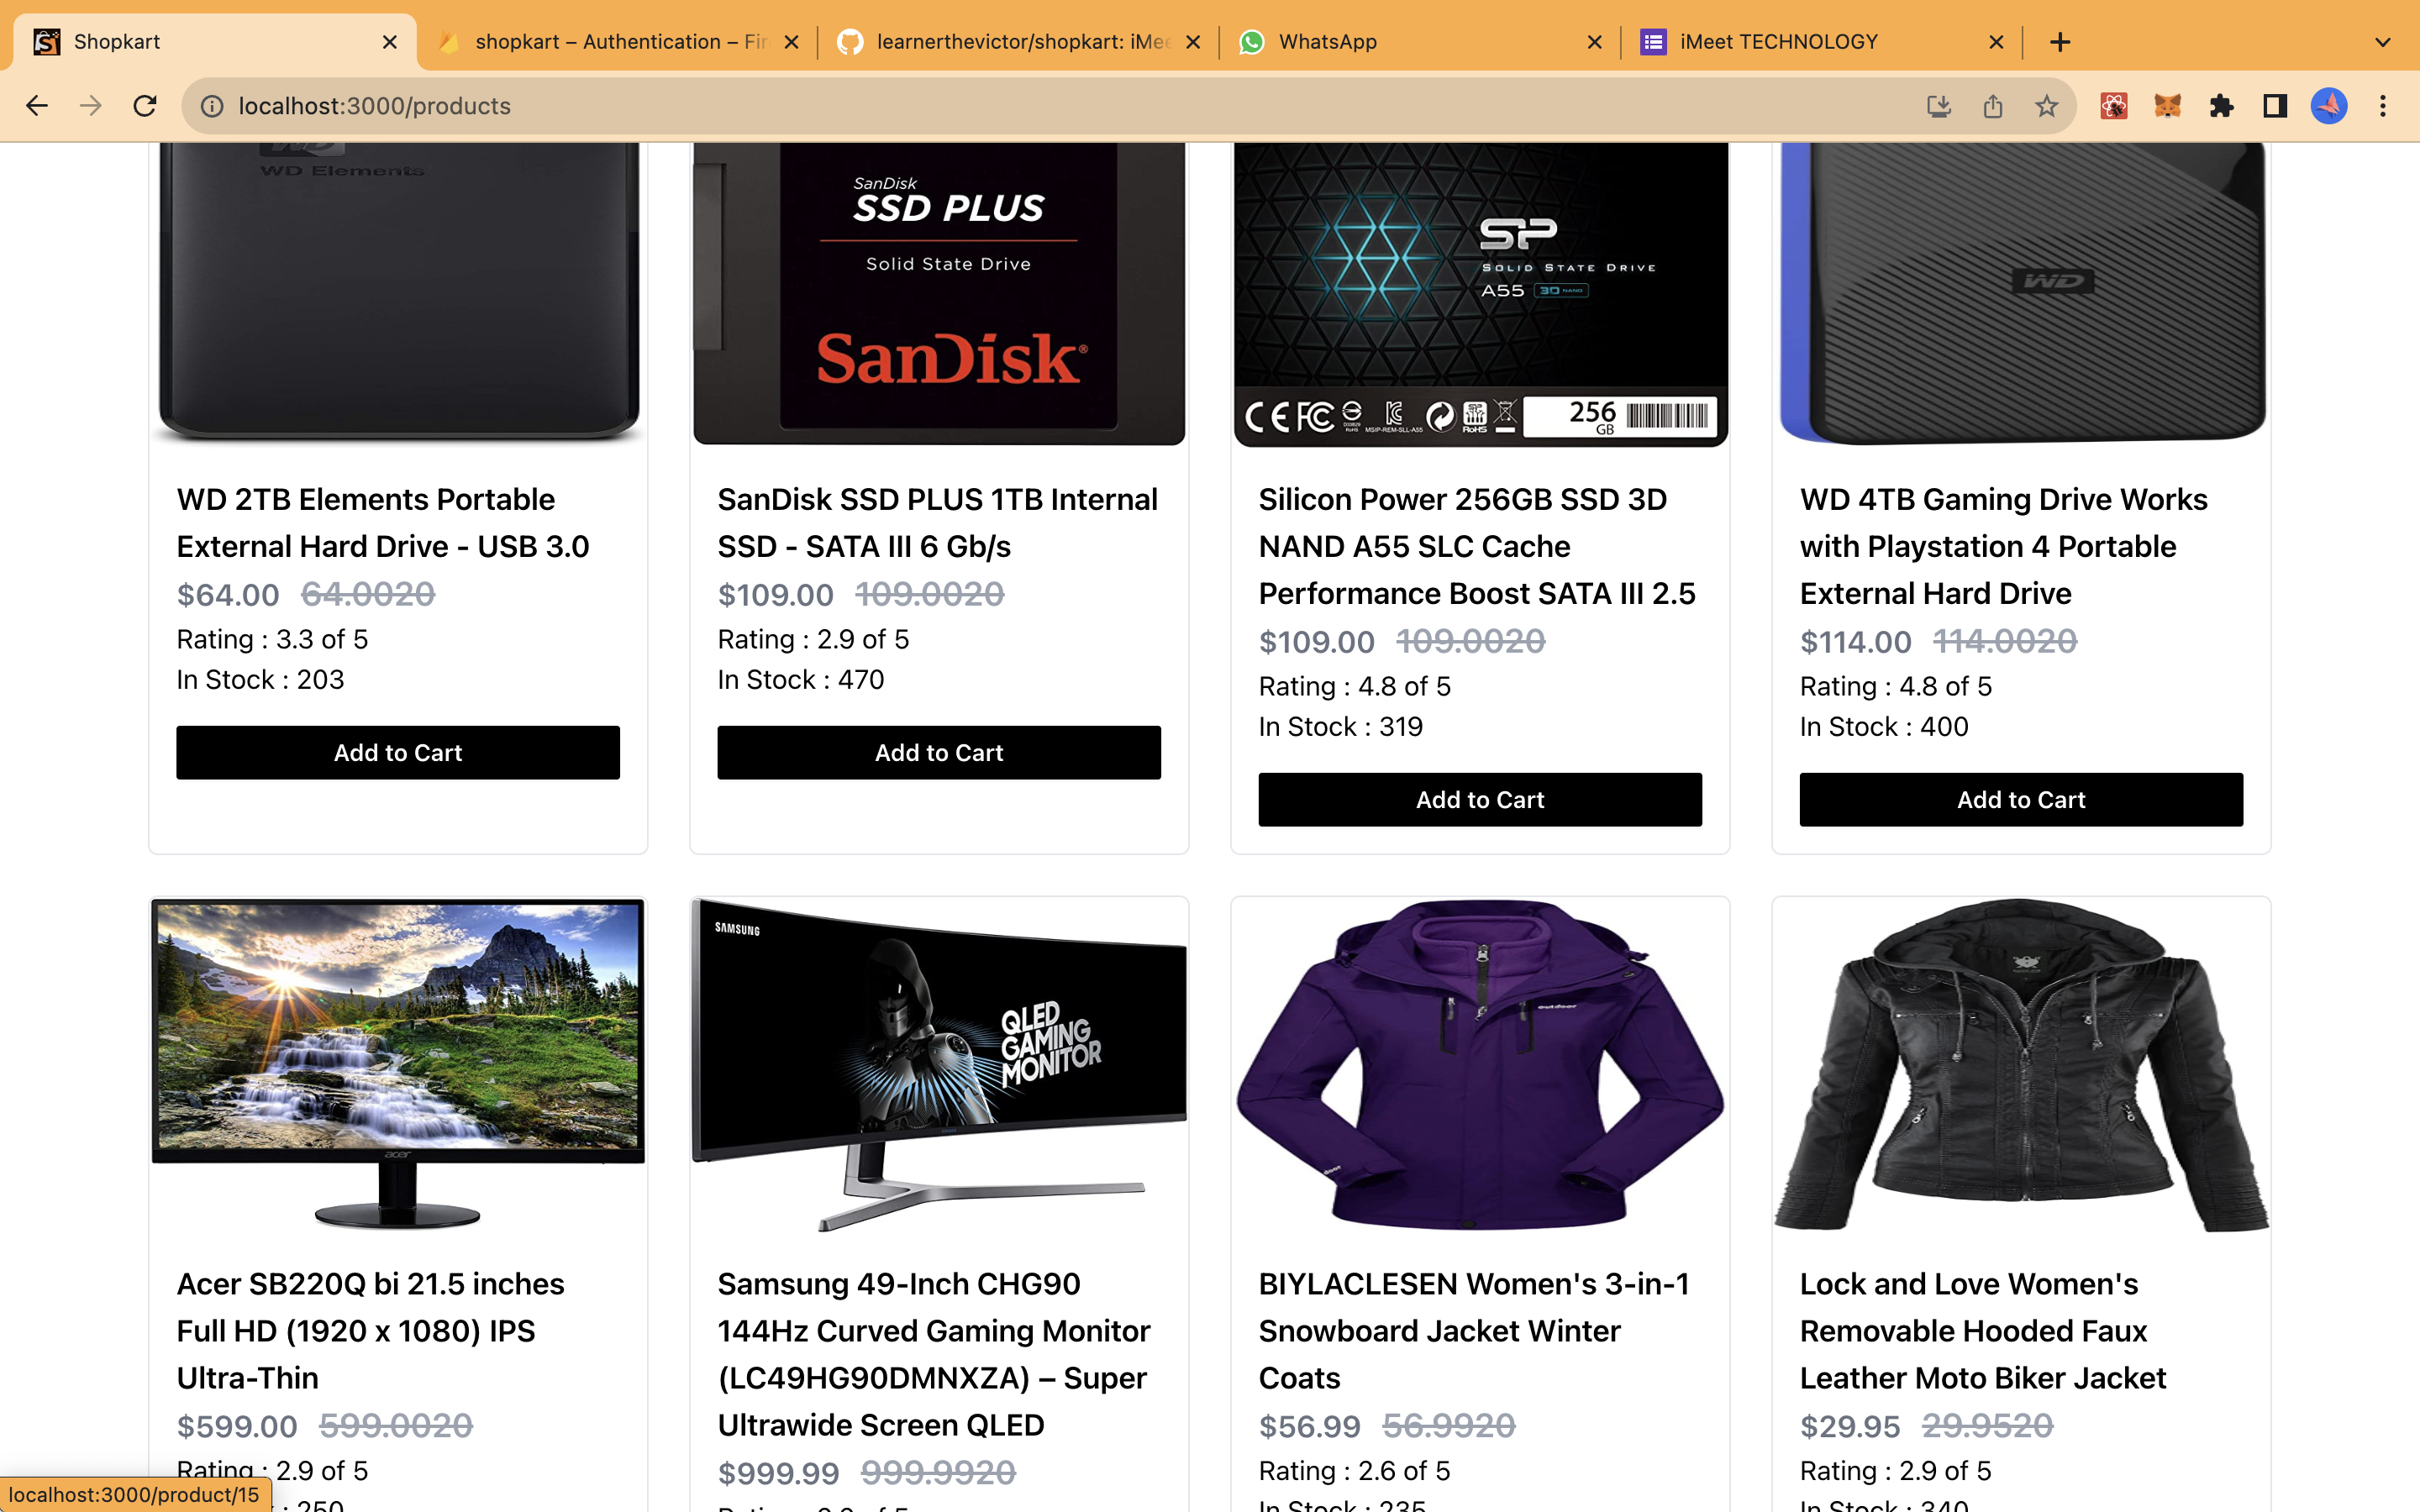 Shopkart
shopkart – Authentication – Fir
learnerthevictor/shopkart: iMee
WhatsApp
iMeet TECHNOLOGY
localhost:3000/products
WD Elements
SanDisk
SSD PLUS
Solid State Drive
SanDisk®
SP
SOLID STATE DRIVE
A55 3D NAND
256
GB
MSIP-REM-SLL-A55
RoHS
WD
WD 2TB Elements Portable
External Hard Drive - USB 3.0
$64.00 64.0020
Rating : 3.3 of 5
In Stock : 203
Add to Cart
SanDisk SSD PLUS 1TB Internal
SSD - SATA III 6 Gb/s
$109.00 109.0020
Rating : 2.9 of 5
In Stock : 470
Add to Cart
Silicon Power 256GB SSD 3D
NAND A55 SLC Cache
Performance Boost SATA III 2.5
$109.00 109.0020
Rating : 4.8 of 5
In Stock : 319
Add to Cart
WD 4TB Gaming Drive Works
with Playstation 4 Portable
External Hard Drive
$114.00 114.0020
Rating : 4.8 of 5
In Stock : 400
Add to Cart
acer
SAMSUNG
QLED
GAMING
MONITOR
outdoor
Acer SB220Q bi 21.5 inches
Full HD (1920 x 1080) IPS
Ultra-Thin
$599.00 599.0020
Rating : 2.9 of 5
: 250
Samsung 49-Inch CHG90
144Hz Curved Gaming Monitor
(LC49HG90DMNXZA) – Super
Ultrawide Screen QLED
$999.99 999.9920
BIYLACLESEN Women's 3-in-1
Snowboard Jacket Winter
Coats
$56.99 56.9920
Rating : 2.6 of 5
In Stock : 235
Lock and Love Women's
Removable Hooded Faux
Leather Moto Biker Jacket
$29.95 29.9520
Rating : 2.9 of 5
In Stock : 340
localhost:3000/product/15